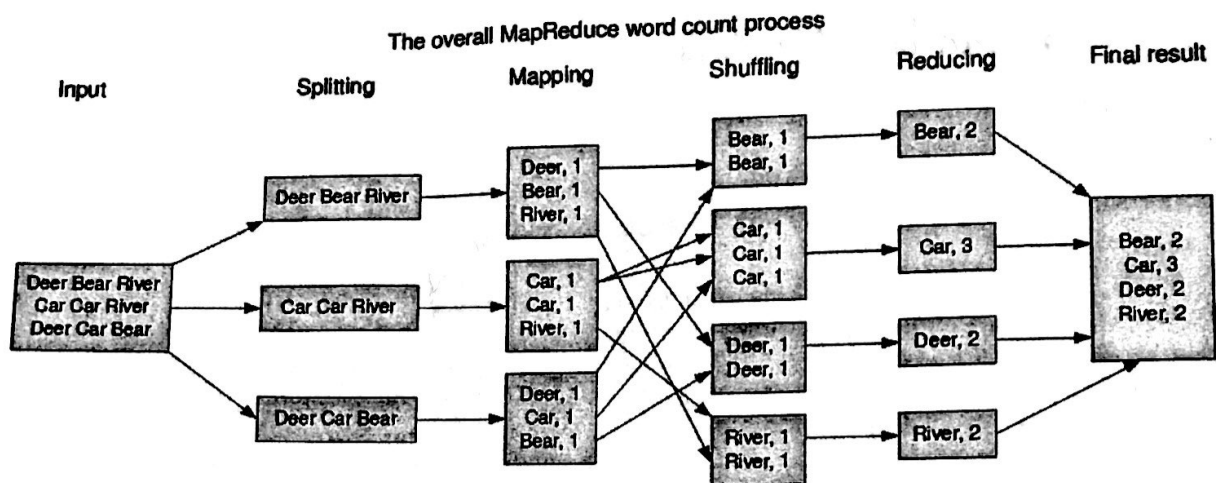 The overall MapReduce word count process
Input
Splitting
Mapping
Shuffling
Reducing
Final result
Deer Bear River
Car Car River
Deer Car Bear
Deer Bear River
Car Car River
Deer Car Bear
Deer, 1
Bear, 1
River, 1
Car, 1
Car, 1
River, 1
Deer, 1
Car, 1
Bear, 1
Bear, 1
Bear, 1
Car, 1
Car, 1
Car, 1
Deer, 1
Deer, 1
River, 1
River, 1
Bear, 2
Car, 3
Deer, 2
River, 2
Bear, 2
Car, 3
Deer, 2
River, 2